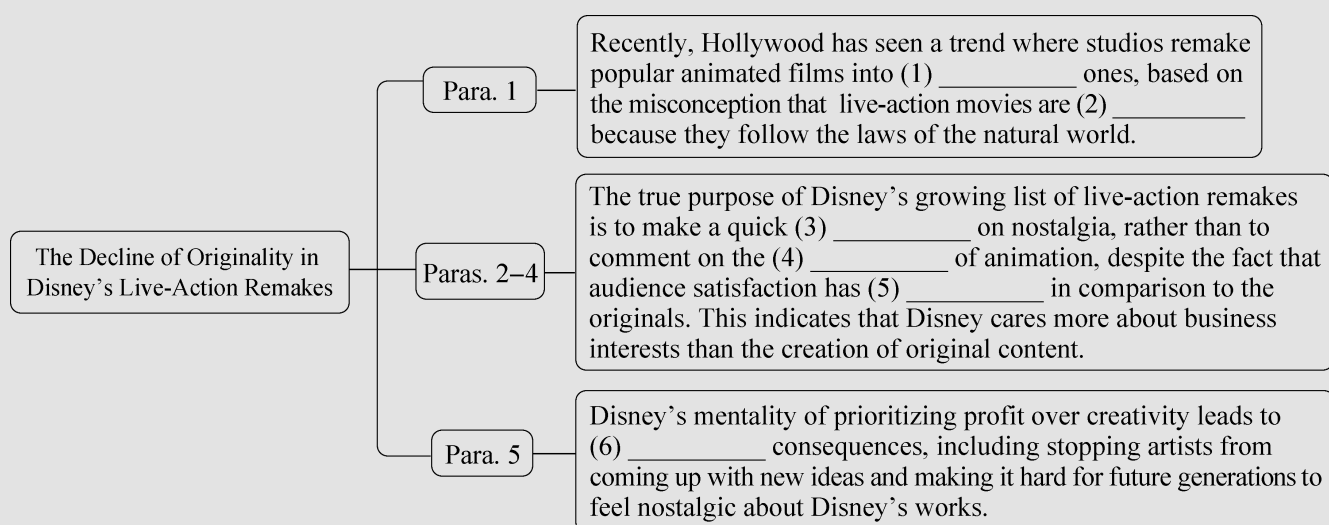 The Decline of Originality in
Disney's Live-Action Remakes
Para. 1
Recently, Hollywood has seen a trend where studios remake
popular animated films into (1) __________ ones, based on
the misconception that live-action movies are (2) __________
because they follow the laws of the natural world.
Paras. 2–4
The true purpose of Disney's growing list of live-action remakes
is to make a quick (3) __________ on nostalgia, rather than to
comment on the (4) __________ of animation, despite the fact that
audience satisfaction has (5) __________ in comparison to the
originals. This indicates that Disney cares more about business
interests than the creation of original content.
Para. 5
Disney's mentality of prioritizing profit over creativity leads to
(6) __________ consequences, including stopping artists from
coming up with new ideas and making it hard for future generations to
feel nostalgic about Disney's works.